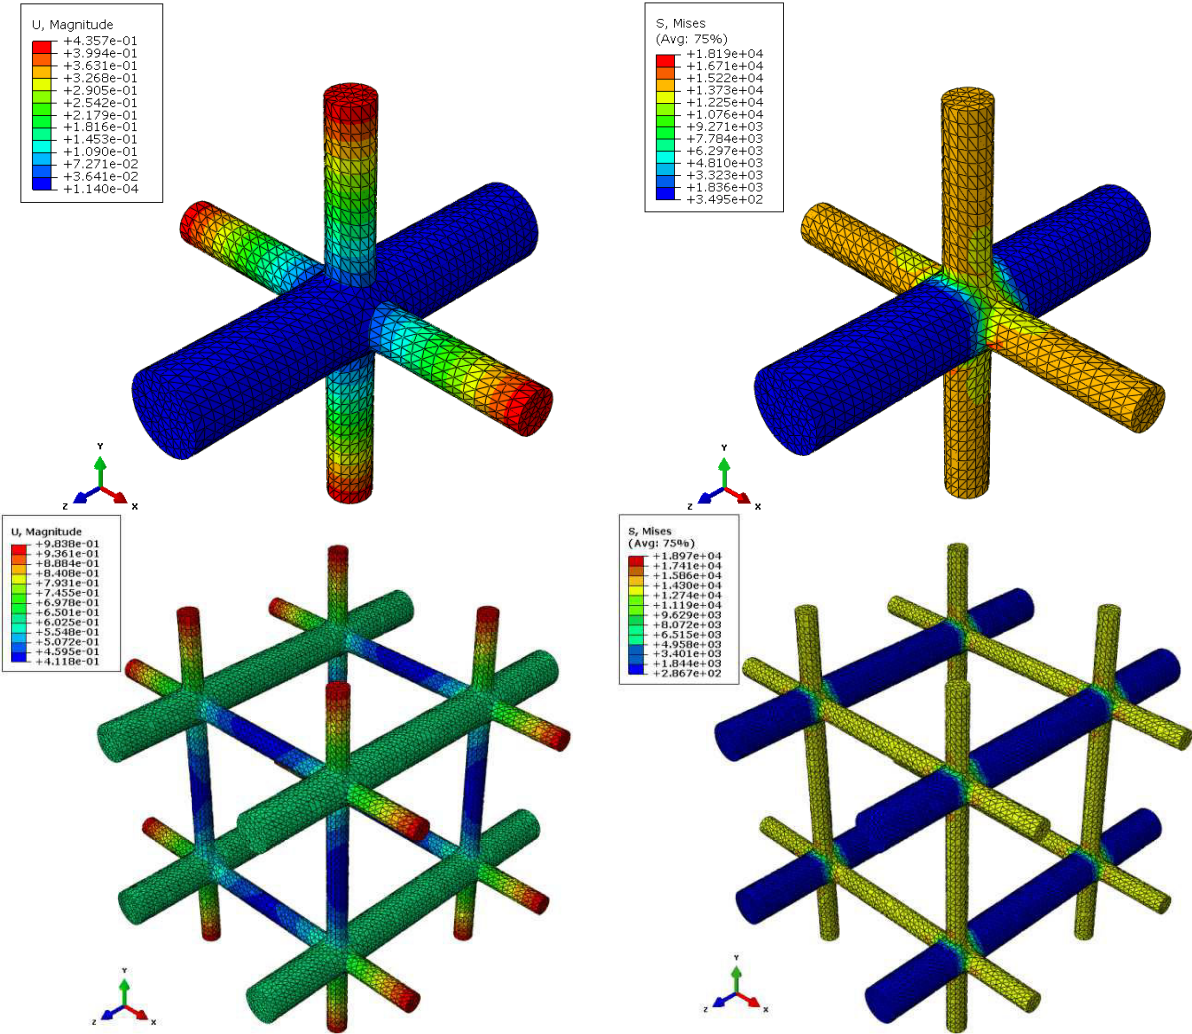 U, Magnitude
+4.357e-01
+3.994e-01
+3.631e-01
+3.268e-01
+2.905e-01
+2.542e-01
+2.179e-01
+1.816e-01
+1.453e-01
+1.090e-01
+7.271e-02
+3.641e-02
+1.140e-04
Y
Z
X
S, Mises
(Avg: 75%)
+1.819e+04
+1.671e+04
+1.522e+04
+1.373e+04
+1.225e+04
+1.076e+04
+9.271e+03
+7.784e+03
+6.297e+03
+4.810e+03
+3.323e+03
+1.836e+03
+3.495e+02
Y
Z
X
U, Magnitude
+9.838e-01
+9.361e-01
+8.884e-01
+8.408e-01
+7.931e-01
+7.455e-01
+6.978e-01
+6.501e-01
+6.025e-01
+5.548e-01
+5.072e-01
+4.595e-01
+4.118e-01
Y
Z
X
S, Mises
(Avg: 75%)
+1.897e+04
+1.741e+04
+1.586e+04
+1.430e+04
+1.274e+04
+1.119e+04
+9.629e+03
+8.072e+03
+6.515e+03
+4.958e+03
+3.401e+03
+1.844e+03
+2.867e+02
Y
Z
X